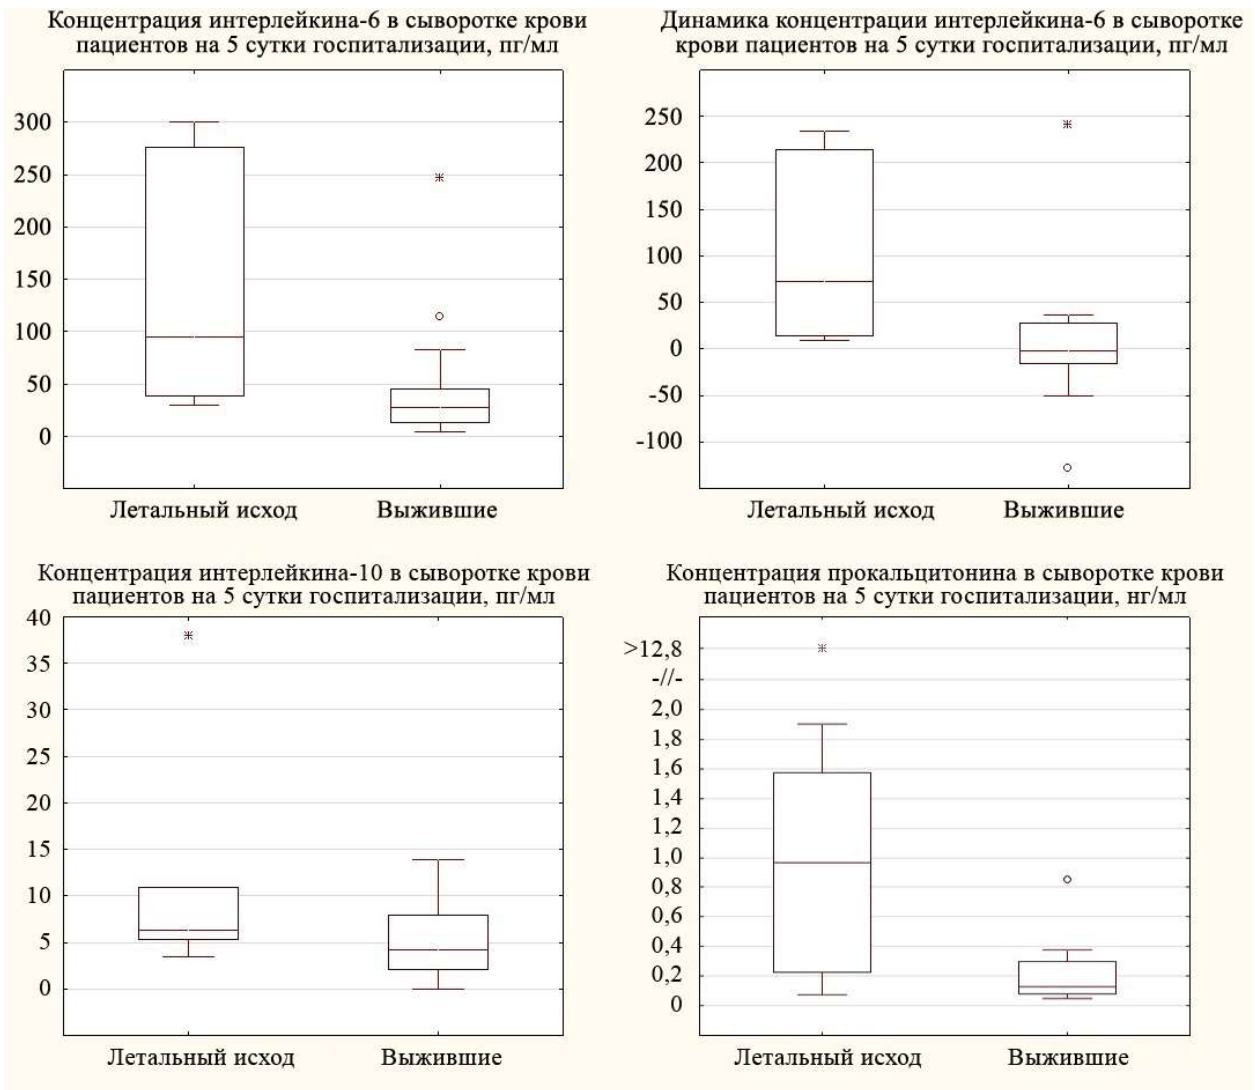 Концентрация интерлейкина-6 в сыворотке крови
пациентов на 5 сутки госпитализации, пг/мл
300
250
200
150
100
50
0
Летальный исход
Выжившие
Динамика концентрации интерлейкина-6 в сыворотке
крови пациентов на 5 сутки госпитализации, пг/мл
250
200
150
100
50
0
-50
-100
Летальный исход
Выжившие
Концентрация интерлейкина-10 в сыворотке крови
пациентов на 5 сутки госпитализации, пг/мл
40
35
30
25
20
15
10
5
0
Летальный исход
Выжившие
Концентрация прокальцитонина в сыворотке крови
пациентов на 5 сутки госпитализации, нг/мл
>12,8
-//-
2,0
1,8
1,6
1,4
1,2
1,0
0,8
0,6
0,4
0,2
0
Летальный исход
Выжившие